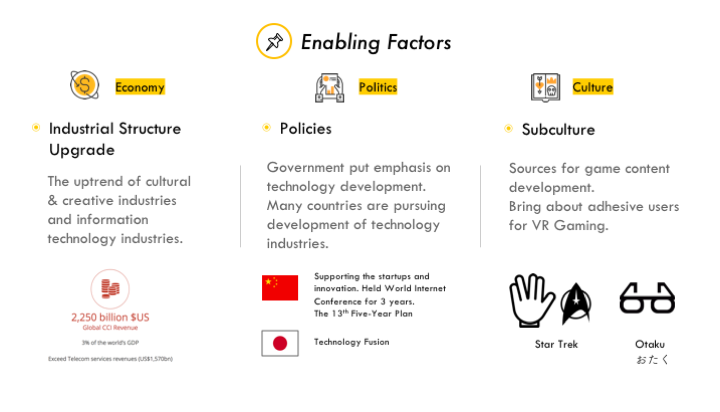 Enabling Factors
Economy
Industrial Structure
Upgrade
The uptrend of cultural
& creative industries
and information
technology industries.
2,250 billion $US
Global CCI Revenue
3% of the world's GDP
Exceed Telecom services revenues (US$1,570bn)
Politics
Policies
Government put emphasis on
technology development.
Many countries are pursuing
development of technology
industries.
Supporting the startups and
innovation. Held World Internet
Conference for 3 years.
The 13th Five-Year Plan
Technology Fusion
Culture
Subculture
Sources for game content
development.
Bring about adhesive users
for VR Gaming.
Star Trek
Otaku
おたく